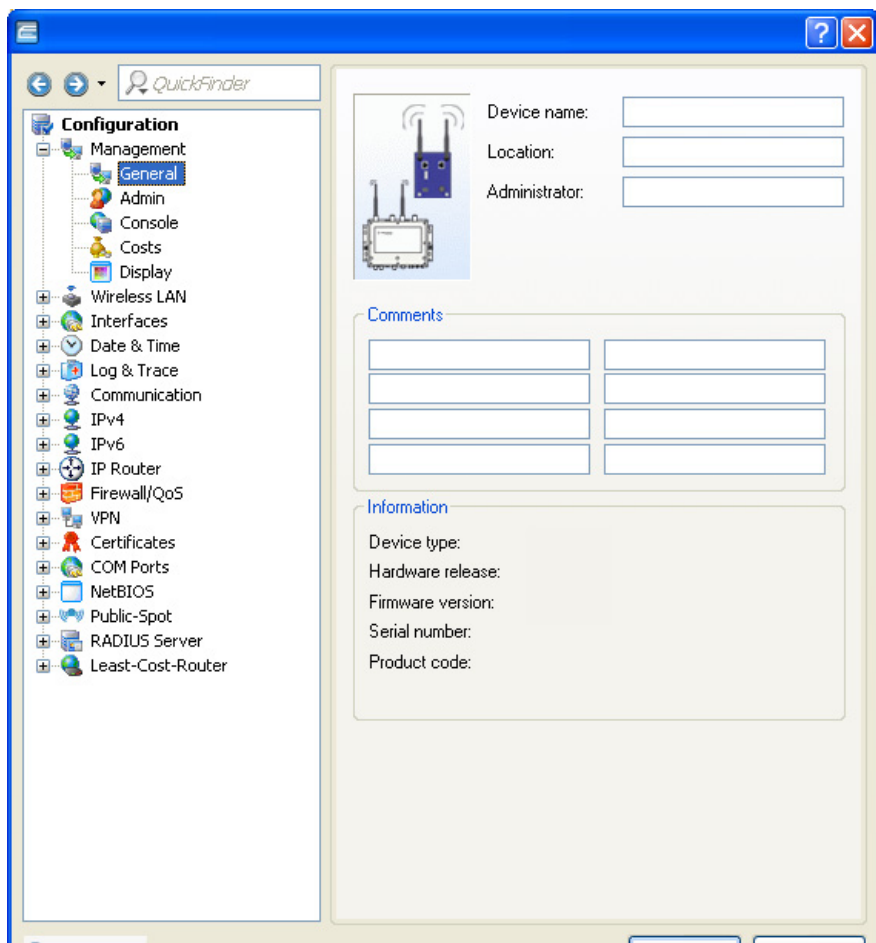 QuickFinder
Configuration
Management
General
Admin
Console
Costs
Display
Wireless LAN
Interfaces
Date & Time
Log & Trace
Communication
IPv4
IPv6
IP Router
Firewall/QoS
VPN
Certificates
COM Ports
NetBIOS
Public-Spot
RADIUS Server
Least-Cost-Router
Device name:
Location:
Administrator:
Comments
Information
Device type:
Hardware release:
Firmware version:
Serial number:
Product code: